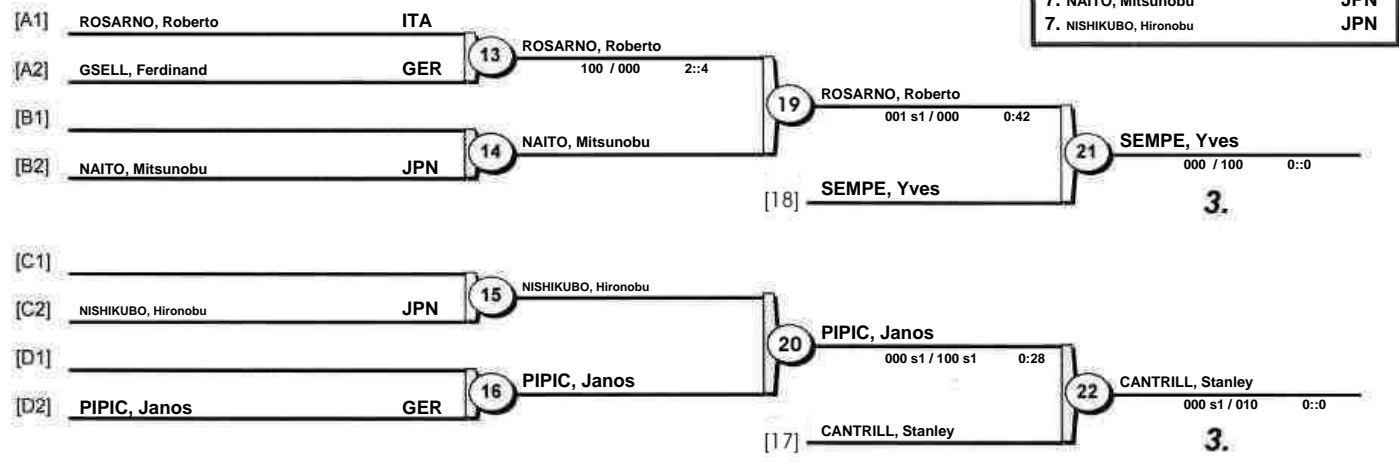 7. NAITO, Mitsunobu JPN
7. NISHIKUBO, Hironobu JPN
[A1] ROSARNO, Roberto ITA
13 ROSARNO, Roberto
100 / 000 2::4
[A2] GSELL, Ferdinand GER
19 ROSARNO, Roberto
001 s1 / 000 0:42
[B1]
14 NAITO, Mitsunobu
[B2] NAITO, Mitsunobu JPN
21 SEMPE, Yves
000 / 100 0::0
3.
[18] SEMPE, Yves
[C1]
15 NISHIKUBO, Hironobu
[C2] NISHIKUBO, Hironobu JPN
20 PIPIC, Janos
000 s1 / 100 s1 0:28
[D1]
16 PIPIC, Janos
[D2] PIPIC, Janos GER
22 CANTRILL, Stanley
000 s1 / 010 0::0
3.
[17] CANTRILL, Stanley